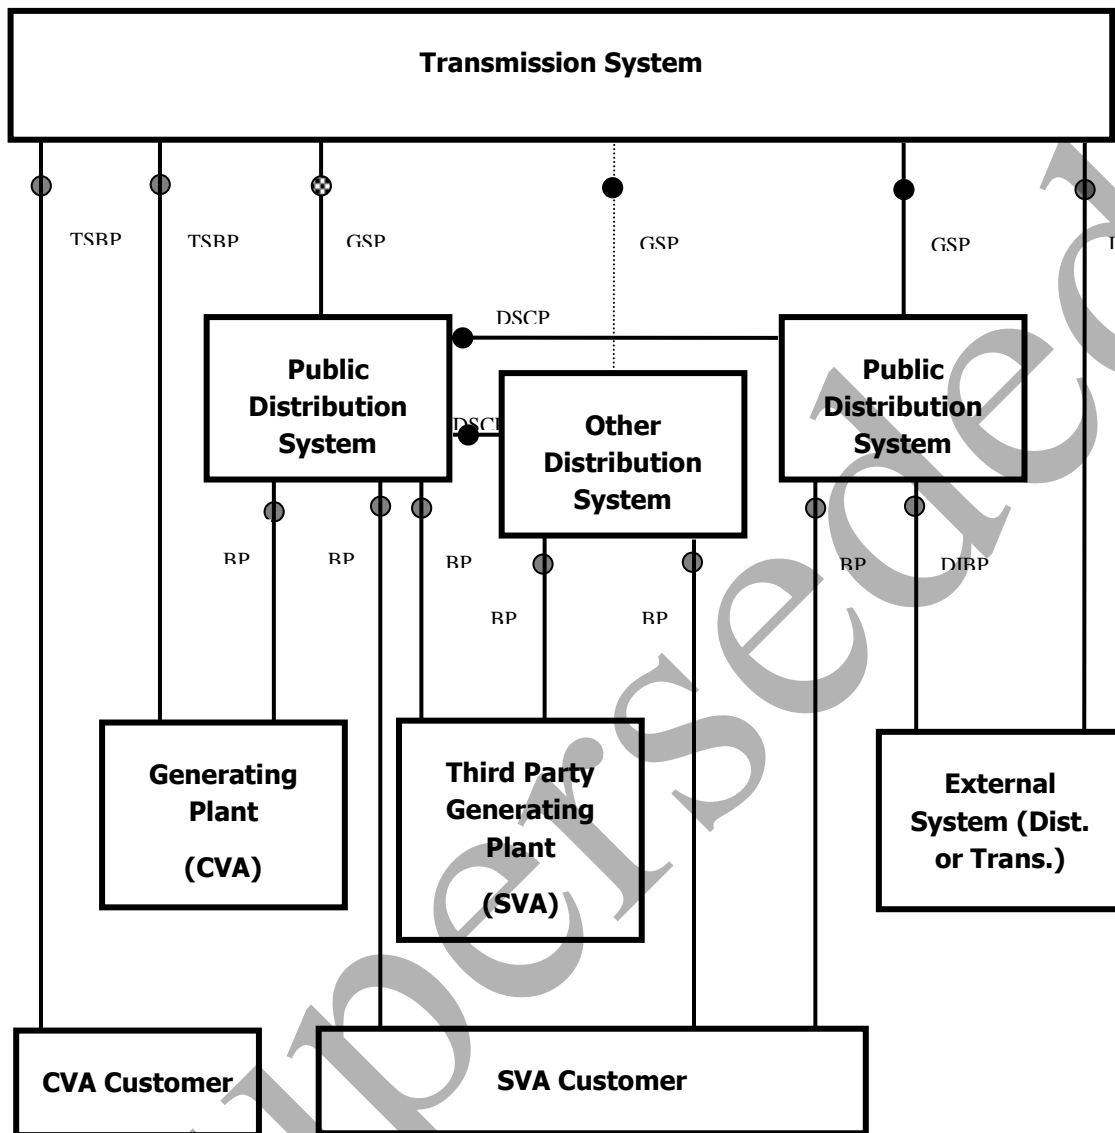 Transmission System
TSBP
TSBP
GSP
GSP
GSP
DSCP
Public
Distribution
System
Public
Distribution
System
DSCP
Other
Distribution
System
BP
BP
BP
BP
DIBP
BP
BP
Generating
Plant
(CVA)
Third Party
Generating
Plant
(SVA)
External
System (Dist.
or Trans.)
CVA Customer
SVA Customer